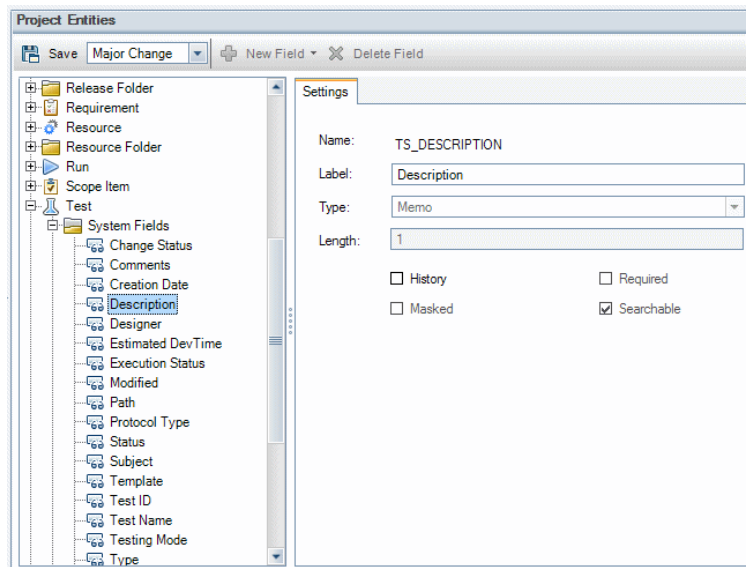 Project Entities
Save Major Change New Field Delete Field
Release Folder
Requirement
Resource
Resource Folder
Run
Scope Item
Test
System Fields
Change Status
Comments
Creation Date
Description
Designer
Estimated DevTime
Execution Status
Modified
Path
Protocol Type
Status
Subject
Template
Test ID
Test Name
Testing Mode
Type
Settings
Name: TS_DESCRIPTION
Label: Description
Type: Memo
Length: 1
History Required
Masked Searchable